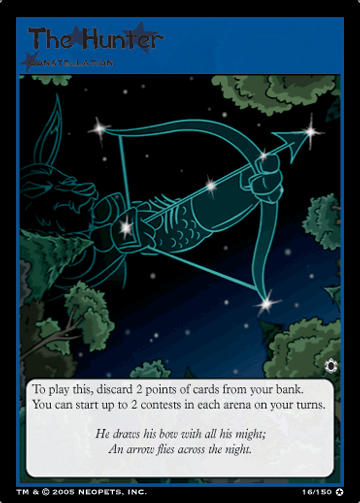 The Hunter
CONSTELLATION
To play this, discard 2 points of cards from your bank.
You can start up to 2 contests in each arena on your turns.
He draws his bow with all his might;
An arrow flies across the night.
TM & © 2005 NEOPETS, INC.
16/150